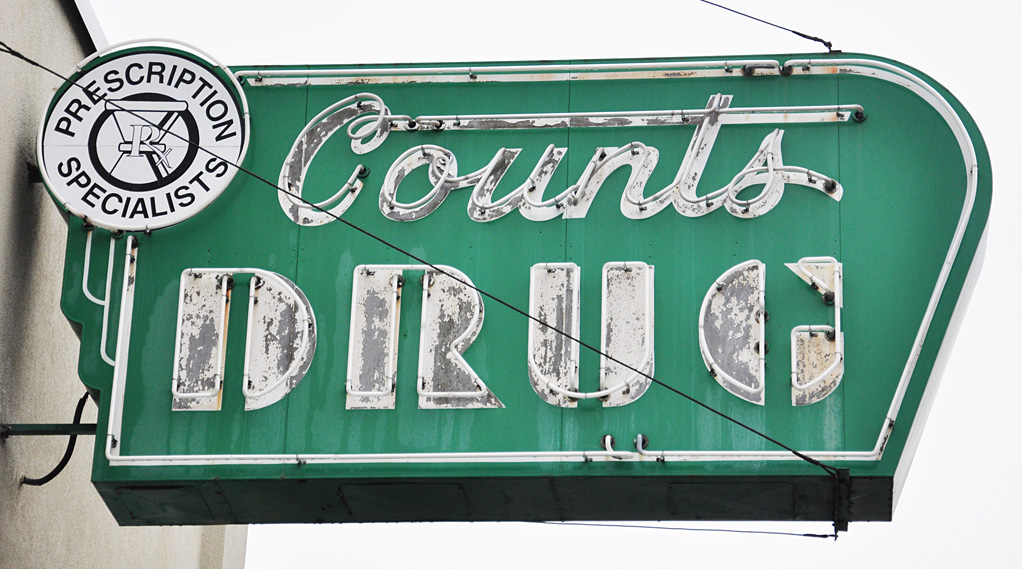 PRESCRIPTION
Rx
SPECIALISTS
Counts
DRUG